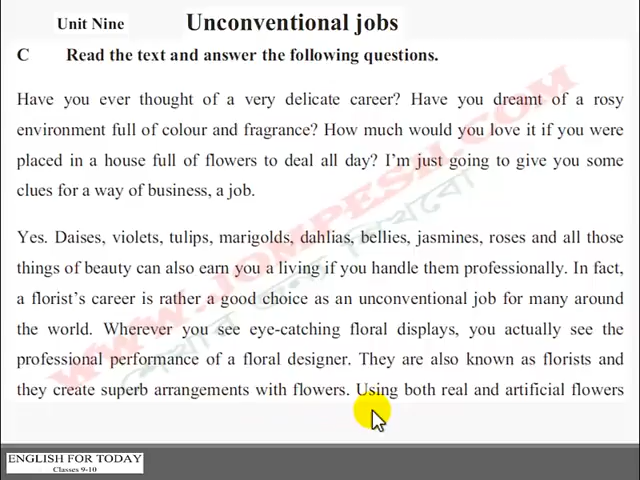 Unit Nine
Unconventional jobs
C Read the text and answer the following questions.
Have you ever thought of a very delicate career? Have you dreamt of a rosy
environment full of colour and fragrance? How much would you love it if you were
placed in a house full of flowers to deal all day? I'm just going to give you some
clues for a way of business, a job.
Yes. Daises, violets, tulips, marigolds, dahlias, bellies, jasmines, roses and all those
things of beauty can also earn you a living if you handle them professionally. In fact,
a florist's career is rather a good choice as an unconventional job for many around
the world. Wherever you see eye-catching floral displays, you actually see the
professional performance of a floral designer. They are also known as florists and
they create superb arrangements with flowers. Using both real and artificial flowers
WWW.JOMPESH.COM
শেখার জন্য লিখবো
ENGLISH FOR TODAY
Classes 9-10